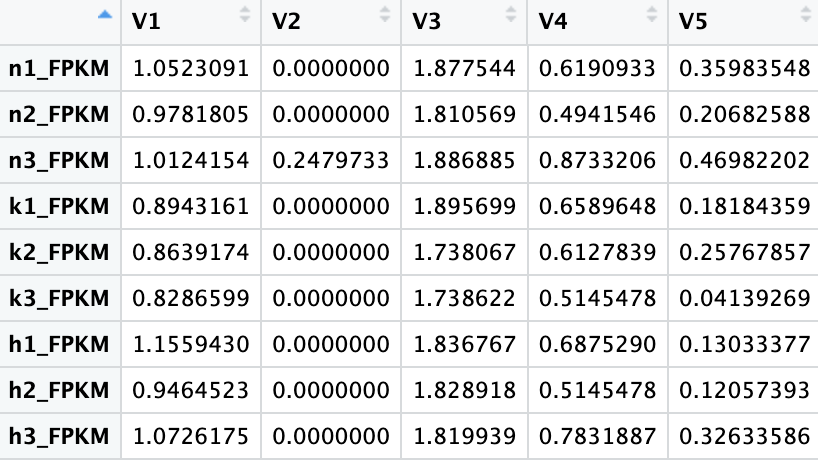 V1 V2 V3 V4 V5
n1_FPKM 1.0523091 0.0000000 1.877544 0.6190933 0.35983548
n2_FPKM 0.9781805 0.0000000 1.810569 0.4941546 0.20682588
n3_FPKM 1.0124154 0.2479733 1.886885 0.8733206 0.46982202
k1_FPKM 0.8943161 0.0000000 1.895699 0.6589648 0.18184359
k2_FPKM 0.8639174 0.0000000 1.738067 0.6127839 0.25767857
k3_FPKM 0.8286599 0.0000000 1.738622 0.5145478 0.04139269
h1_FPKM 1.1559430 0.0000000 1.836767 0.6875290 0.13033377
h2_FPKM 0.9464523 0.0000000 1.828918 0.5145478 0.12057393
h3_FPKM 1.0726175 0.0000000 1.819939 0.7831887 0.32633586